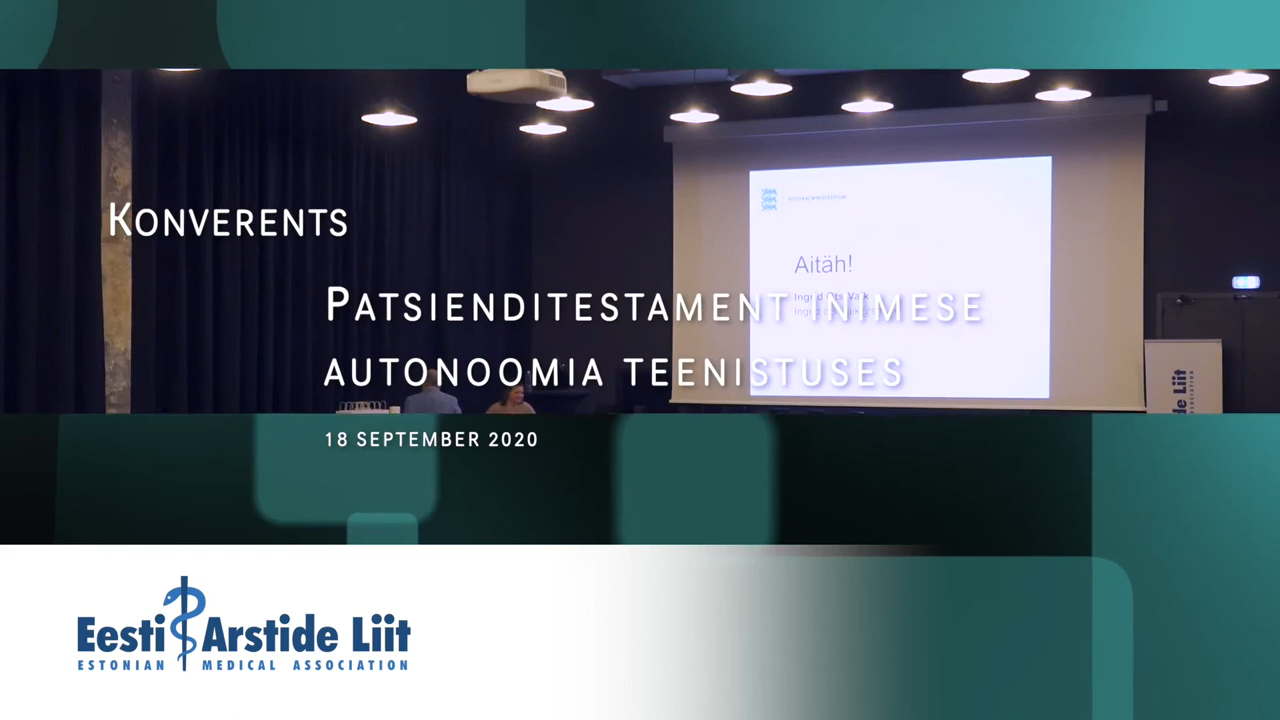 KONVERENTS
PATSIENDITESTAMENT INIMESE
AUTONOOMIA TEENISTUSES
18 SEPTEMBER 2020
Aitäh!
Eesti Arstide Liit
ESTONIAN MEDICAL ASSOCIATION